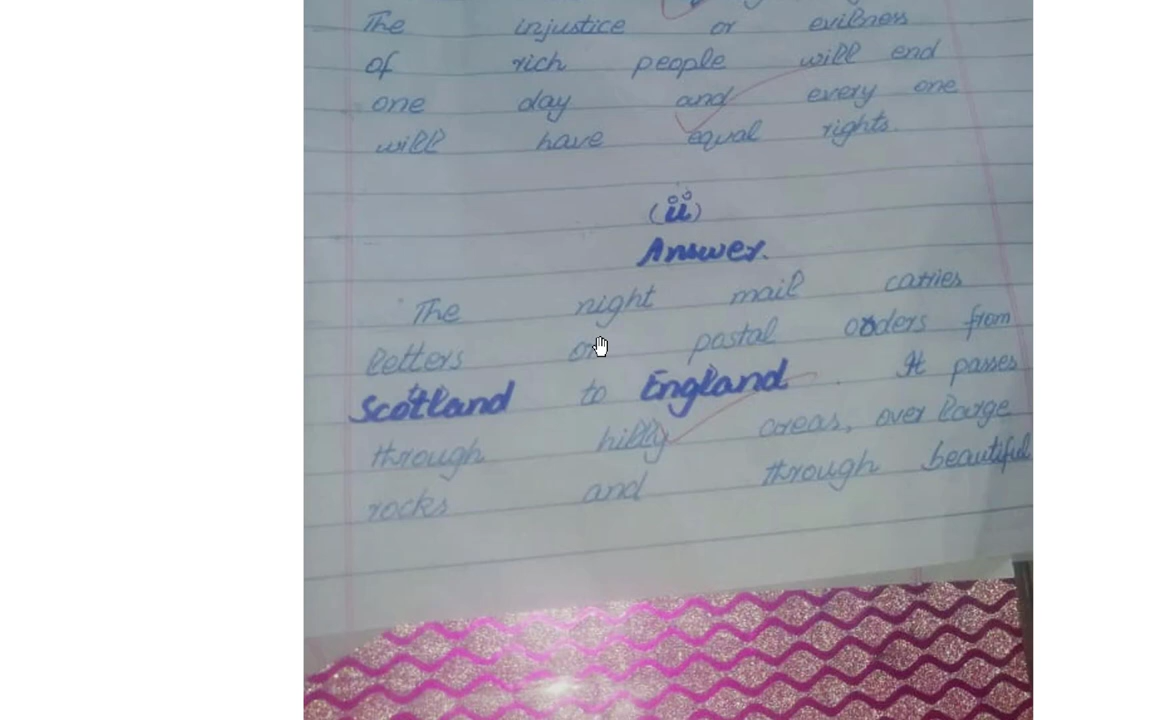 The injustice or evilness
of rich people will end
one day and every one
will have equal rights.
(ii)
Answer.
The night mail carries
letters or postal orders from
Scotland to England. It passes
through hilly areas, over large
rocks and through beautiful